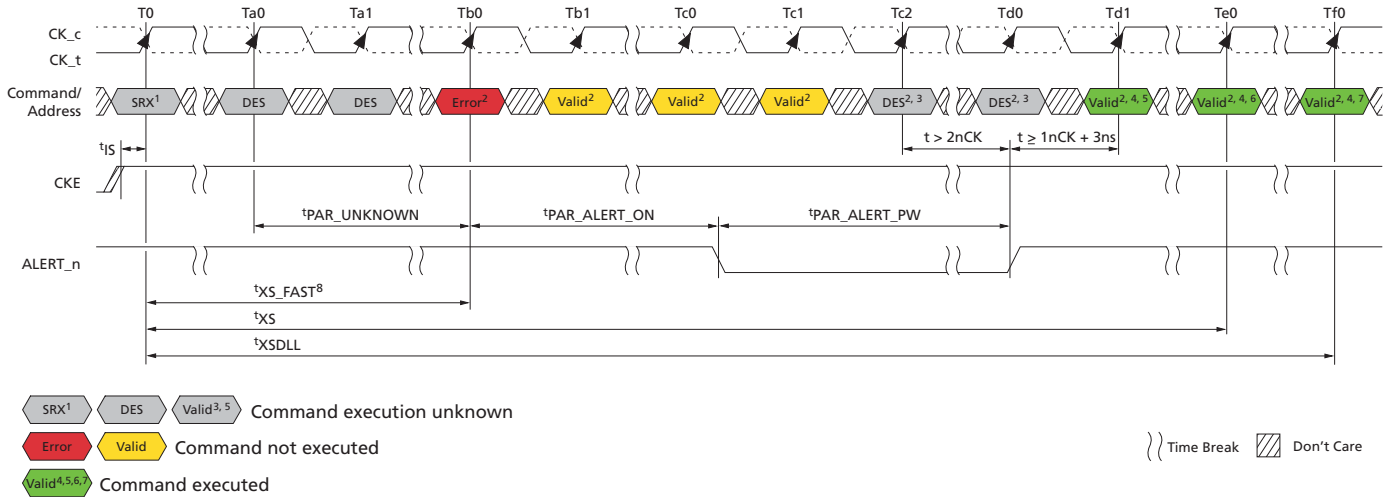 T0 Ta0 Ta1 Tb0 Tb1 Tc0 Tc1 Tc2 Td0 Td1 Te0 Tf0
CK_c
CK_t
Command/
Address
SRX¹ DES DES Error² Valid² Valid² Valid² DES², ³ DES², ³ Valid², ⁴, ⁵ Valid², ⁴, ⁶ Valid², ⁴, ⁷
tIS
t > 2nCK
t ≥ 1nCK + 3ns
CKE
tPAR_UNKNOWN
tPAR_ALERT_ON
tPAR_ALERT_PW
ALERT_n
tXS_FAST⁸
tXS
tXSDLL
SRX¹ DES Valid³, ⁵ Command execution unknown
Error Valid Command not executed
Time Break
Don't Care
Valid⁴,⁵,⁶,⁷ Command executed